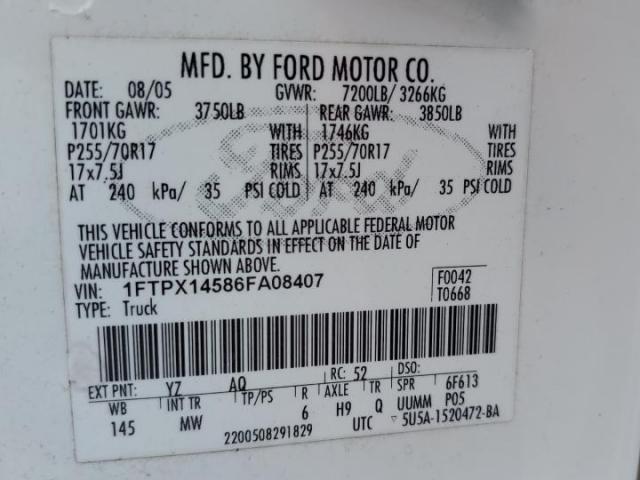 MFD. BY FORD MOTOR CO.
DATE: 08/05 GVWR: 7200LB/ 3266KG
FRONT GAWR: 3750LB REAR GAWR: 3850LB
1701KG WITH 1746KG WITH
P255/70R17 TIRES P255/70R17 TIRES
17x7.5J RIMS 17x7.5J RIMS
AT 240 kPa/ 35 PSI COLD AT 240 kPa/ 35 PSI COLD
THIS VEHICLE CONFORMS TO ALL APPLICABLE FEDERAL MOTOR
VEHICLE SAFETY STANDARDS IN EFFECT ON THE DATE OF
MANUFACTURE SHOWN ABOVE.
VIN: 1FTPX14586FA08407 F0042
TYPE: Truck T0668
EXT PNT: YZ AQ RC: 52 DSO:
WB INT TR TP/PS R AXLE TR SPR 6F613
145 MW 6 H9 Q UUMM P05
2200508291829 UTC 5U5A-1520472-BA